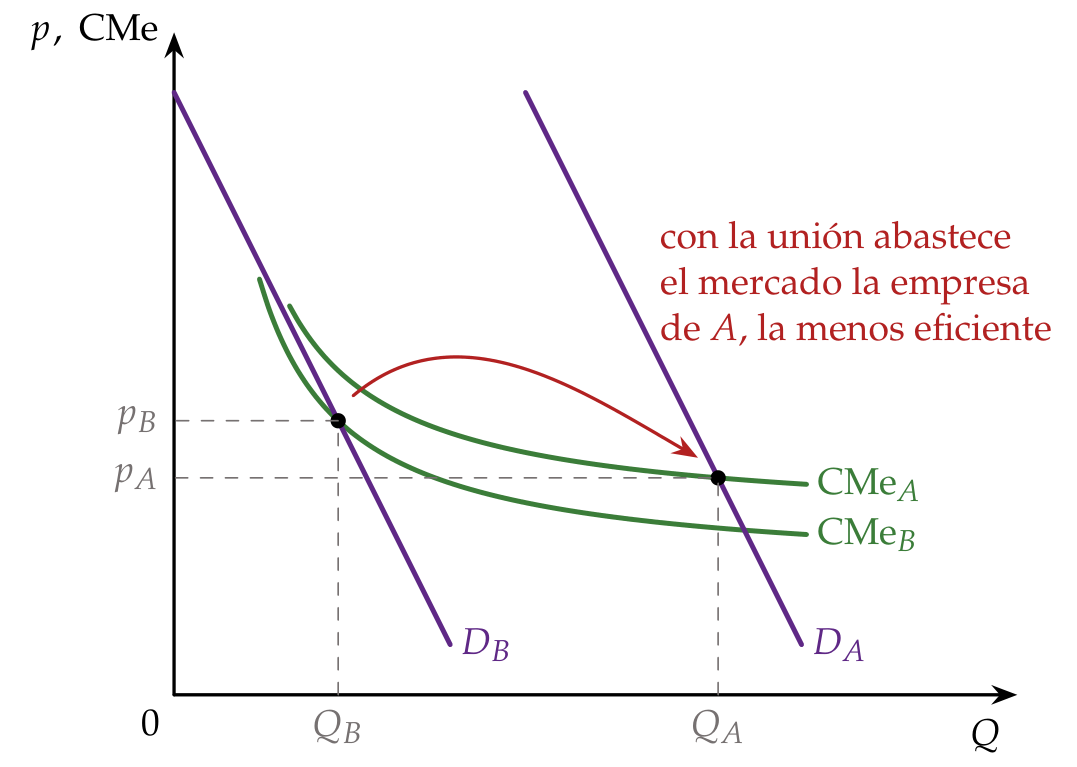 p, CMe
con la unión abastece
el mercado la empresa
de A, la menos eficiente
p_B
p_A
CMe_A
CMe_B
D_B
D_A
0
Q_B
Q_A
Q